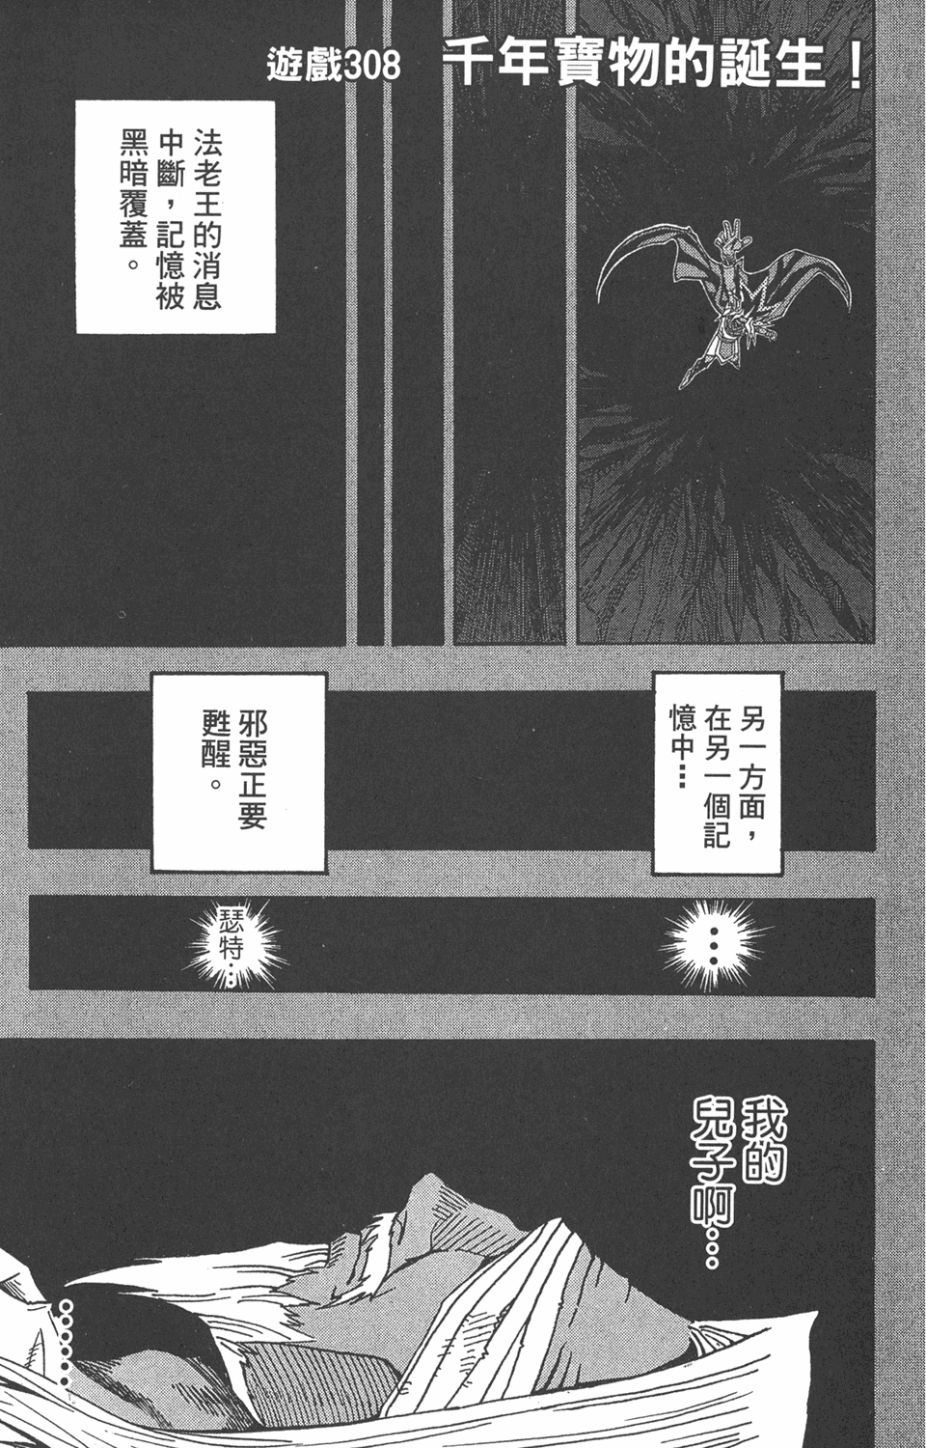 遊戲308 千年寶物的誕生！
法老王的消息
中斷，記憶被
黑暗覆蓋。
另一方面，
在另一個記
憶中…
邪惡正要
甦醒。
…
瑟特…
我的
兒子啊…
……